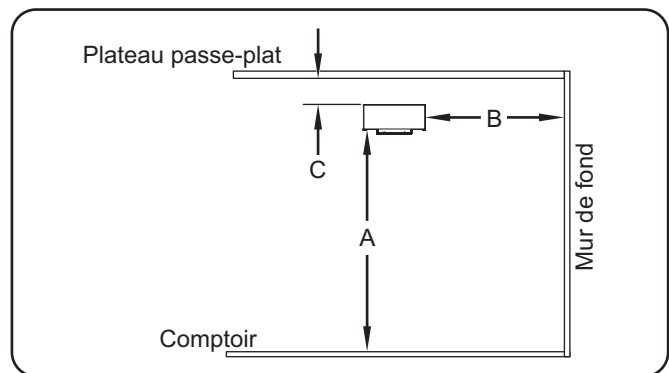 Plateau passe-plat
B
C
A
Mur de fond
Comptoir